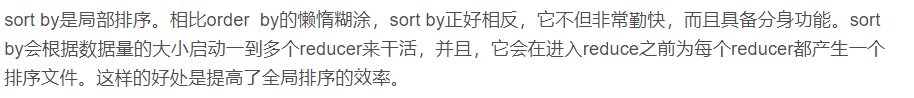 sort by是局部排序。相比order  by的懒惰糊涂，sort by正好相反，它不但非常勤快，而且具备分身功能。sort
by会根据数据量的大小启动一到多个reducer来干活，并且，它会在进入reduce之前为每个reducer都产生一个
排序文件。这样的好处是提高了全局排序的效率。